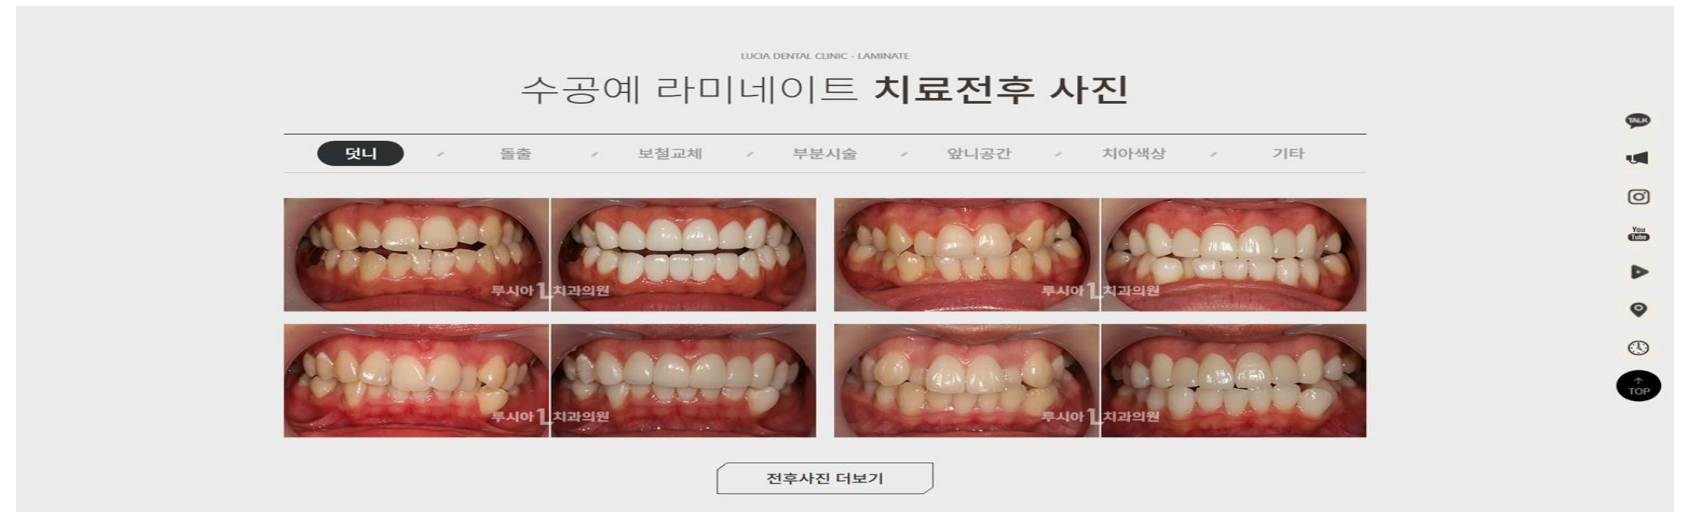 LUCIA DENTAL CLINIC - LAMINATE
수공예 라미네이트 치료전후 사진
덧니 돌출 보철교체 부분시술 앞니공간 치아색상 기타
TALK
You
Tube
루시아 치과의원 루시아 치과의원
루시아 치과의원 루시아 치과의원
TOP
전후사진 더보기